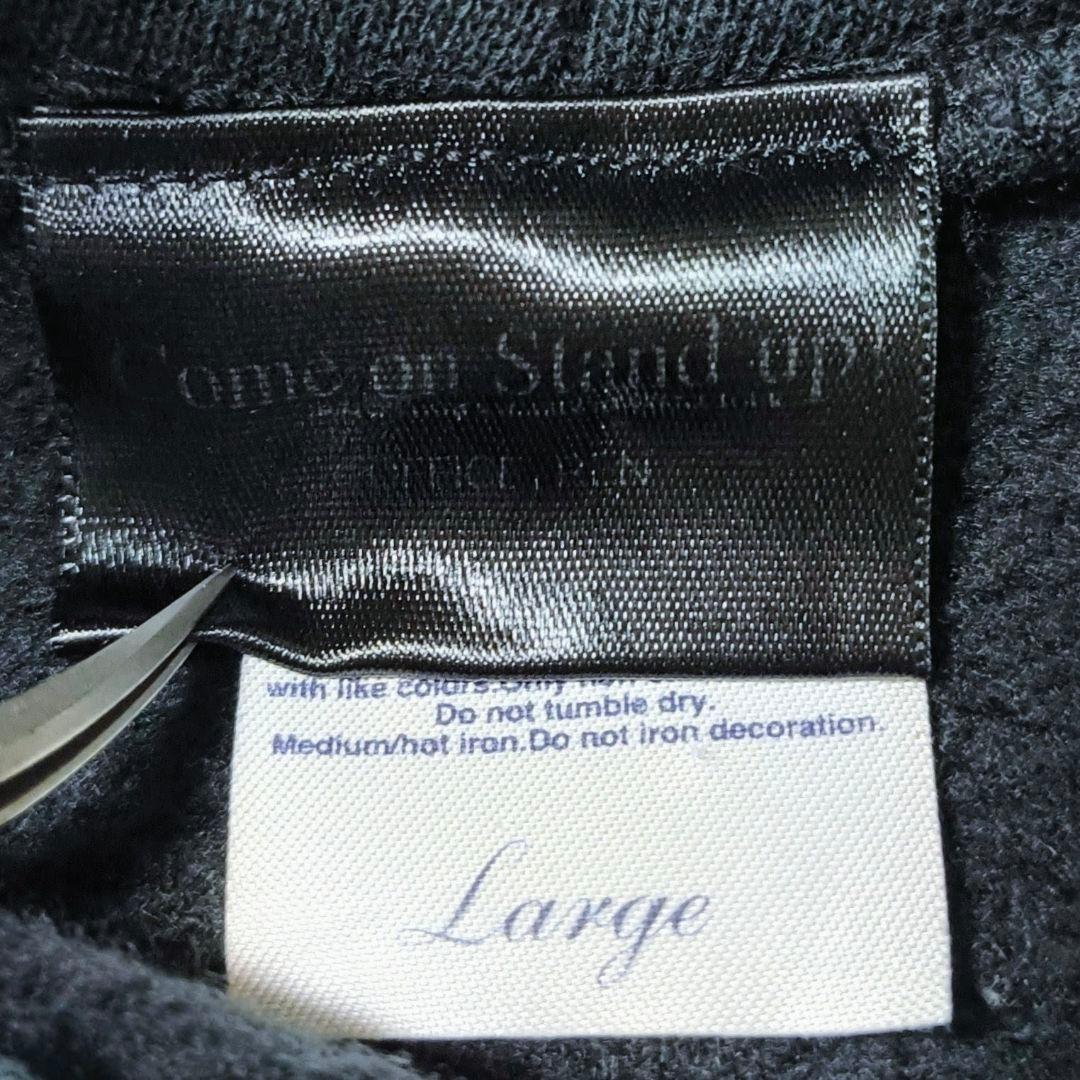 Come on Stand up
with like colors.Only
Do not tumble dry.
Medium/hot iron.Do not iron decoration.
Large